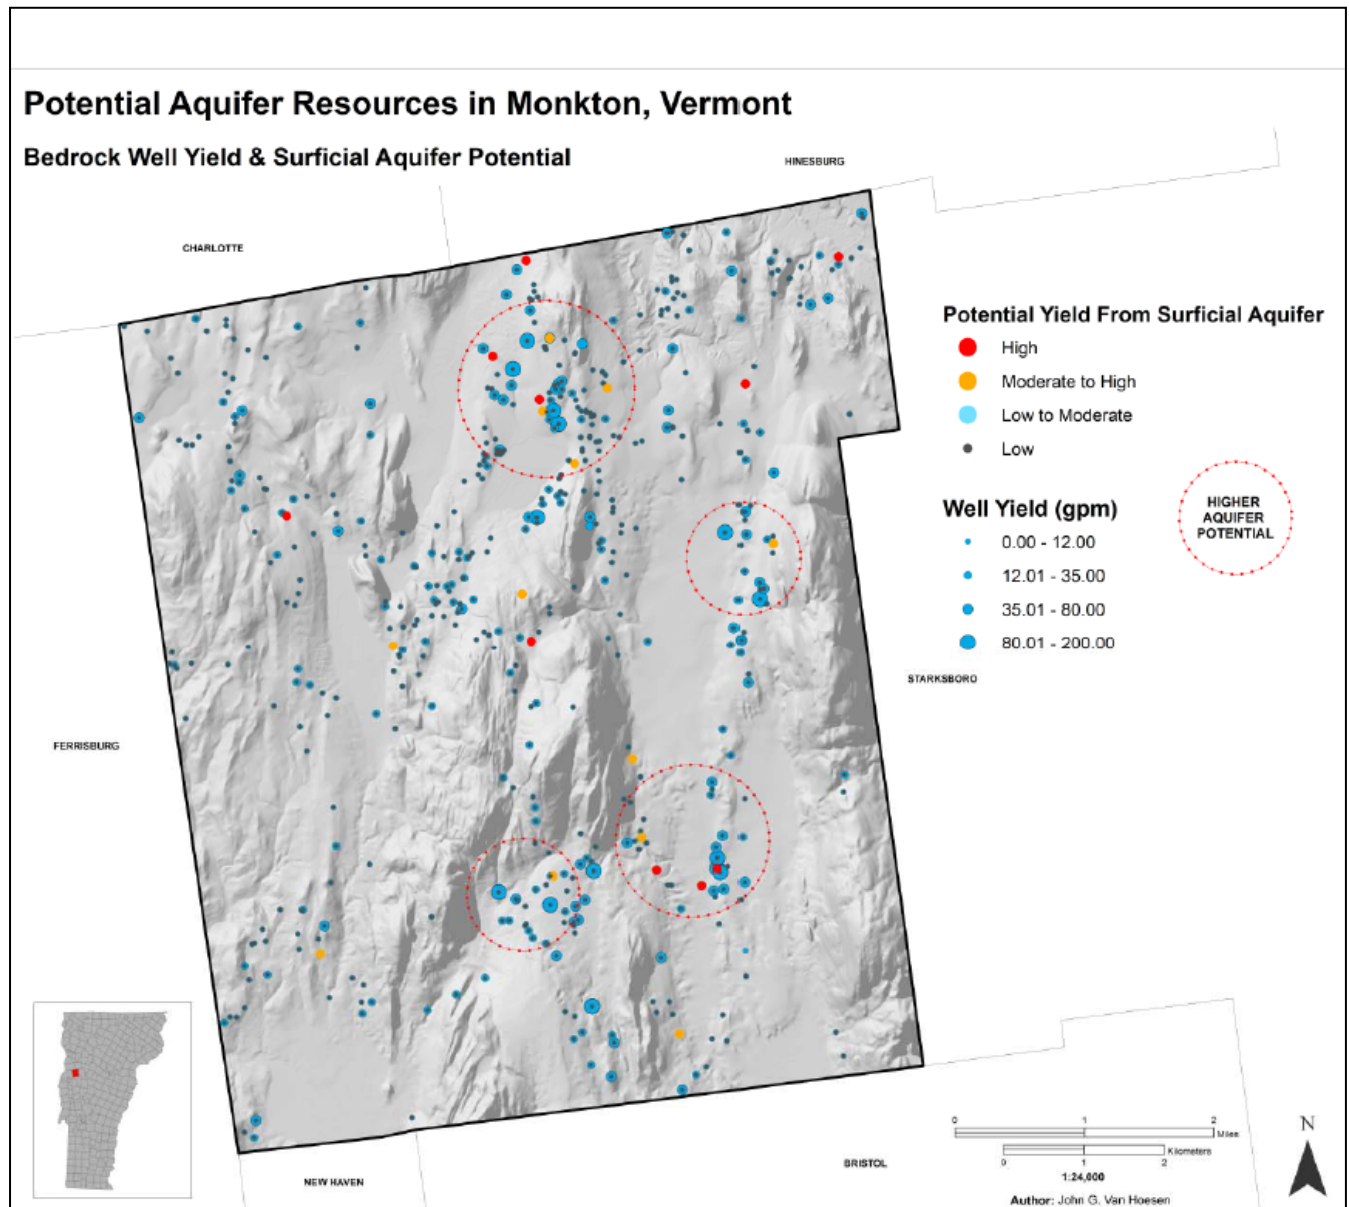 Potential Aquifer Resources in Monkton, Vermont
Bedrock Well Yield & Surficial Aquifer Potential
HINESBURG
CHARLOTTE
Potential Yield From Surficial Aquifer
High
Moderate to High
Low to Moderate
Low
HIGHER
AQUIFER
POTENTIAL
Well Yield (gpm)
0.00 - 12.00
12.01 - 35.00
35.01 - 80.00
80.01 - 200.00
STARKSBORO
FERRISBURG
0 1 2
Miles
Kilometers
0 1 2
1:24,000
Author: John G. Van Hoesen
N
BRISTOL
NEW HAVEN